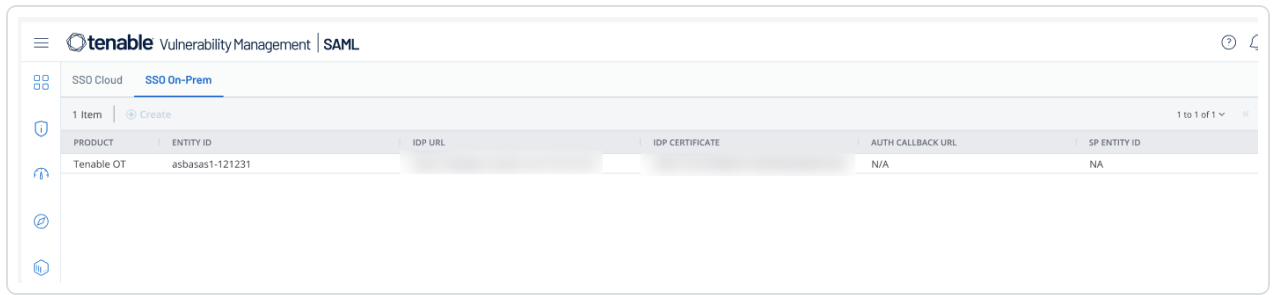 tenable Vulnerability Management | SAML
SSO Cloud SSO On-Prem
1 Item Create 1 to 1 of 1
PRODUCT ENTITY ID IDP URL IDP CERTIFICATE AUTH CALLBACK URL SP ENTITY ID
Tenable OT asbasas1-121231 N/A NA